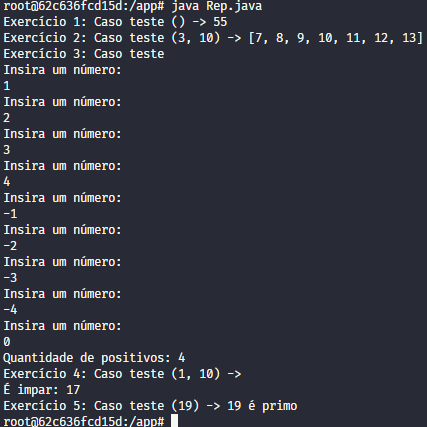 root@62c636fcd15d:/app# java Rep.java
Exercício 1: Caso teste () -> 55
Exercício 2: Caso teste (3, 10) -> [7, 8, 9, 10, 11, 12, 13]
Exercício 3: Caso teste
Insira um número:
1
Insira um número:
2
Insira um número:
3
Insira um número:
4
Insira um número:
-1
Insira um número:
-2
Insira um número:
-3
Insira um número:
-4
Insira um número:
0
Quantidade de positivos: 4
Exercício 4: Caso teste (1, 10) ->
É impar: 17
Exercício 5: Caso teste (19) -> 19 é primo
root@62c636fcd15d:/app#